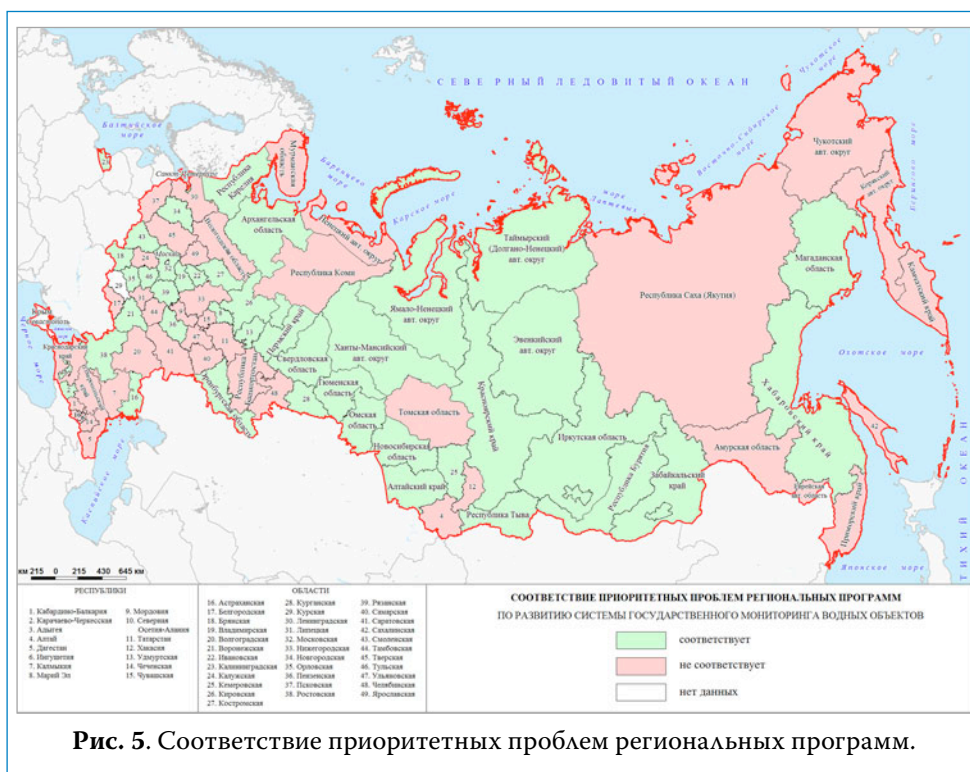 СЕВЕРНЫЙ ЛЕДОВИТЫЙ ОКЕАН
Чукотское
море
Балтийское
море
Баренцево
море
Карское море
море
Лаптевых
Восточно-Сибирское
море
Берингово море
Чукотский
авт. округ
Корякский
авт. округ
Камчатский край
Магаданская
область
Мурманская
область
Республика
Карелия
Санкт-Петербург
Архангельская
область
Вологодская область
Ненецкий авт. округ
Республика Коми
Таймырский
(Долгано-Ненецкий)
авт. округ
Ямало-Ненецкий
авт. округ
Республика Саха (Якутия)
Эвенкийский
авт. округ
Ханты-Мансийский
авт. округ
Пермский край
Свердловская
область
Тюменская
область
Омская
область
Томская область
Новосибирская
область
Алтайский край
Красноярский край
Республика Тыва
Иркутская область
Республика Бурятия
Забайкальский
край
Амурская область
Хабаровский край
Еврейская
авт. область
Приморский край
Охотское море
Японское море
ТИХИЙ ОКЕАН
Москва
Крым
Севастополь
Черное море
Краснодарский
край
Оренбургская область
Каспийское море
км 215 0 215 430 645 км
РЕСПУБЛИКИ
1. Кабардино-Балкария
2. Карачаево-Черкесская
3. Адыгея
4. Алтай
5. Дагестан
6. Ингушетия
7. Калмыкия
8. Марий Эл
9. Мордовия
10. Северная
Осетия-Алания
11. Татарстан
12. Хакасия
13. Удмуртская
14. Чеченская
15. Чувашская
ОБЛАСТИ
16. Астраханская
17. Белгородская
18. Брянская
19. Владимирская
20. Волгоградская
21. Воронежская
22. Ивановская
23. Калининградская
24. Калужская
25. Кемеровская
26. Кировская
27. Костромская
28. Курганская
29. Курская
30. Ленинградская
31. Липецкая
32. Московская
33. Нижегородская
34. Новгородская
35. Орловская
36. Пензенская
37. Псковская
38. Ростовская
39. Рязанская
40. Самарская
41. Саратовская
42. Сахалинская
43. Смоленская
44. Тамбовская
45. Тверская
46. Тульская
47. Ульяновская
48. Челябинская
49. Ярославская
СООТВЕТСТВИЕ ПРИОРИТЕТНЫХ ПРОБЛЕМ РЕГИОНАЛЬНЫХ ПРОГРАММ
ПО РАЗВИТИЮ СИСТЕМЫ ГОСУДАРСТВЕННОГО МОНИТОРИНГА ВОДНЫХ ОБЪЕКТОВ
соответствует
не соответствует
нет данных
Рис. 5. Соответствие приоритетных проблем региональных программ.